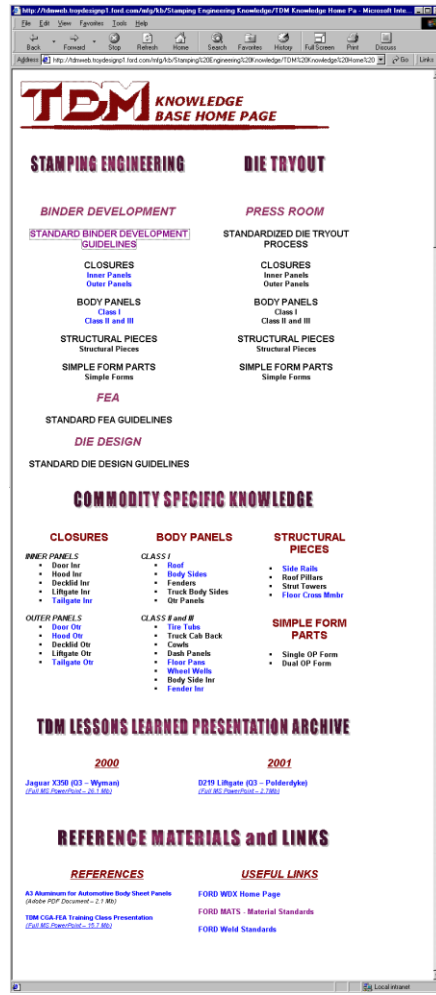 http://tdmweb.troydesignp1.ford.com/mfg/kb/Stamping Engineering Knowledge/TDM Knowledge Home Pa - Microsoft Inte...
File Edit View Favorites Tools Help
Back Forward Stop Refresh Home Search Favorites History Full Screen Print Discuss
Address http://tdmweb.troydesignp1.ford.com/mfg/kb/Stamping%20Engineering%20Knowledge/TDM%20Knowledge%20Home%20 Go Links
TDM KNOWLEDGE
BASE HOME PAGE
STAMPING ENGINEERING DIE TRYOUT
BINDER DEVELOPMENT PRESS ROOM
STANDARD BINDER DEVELOPMENT STANDARDIZED DIE TRYOUT
GUIDELINES PROCESS
CLOSURES CLOSURES
Inner Panels Inner Panels
Outer Panels Outer Panels
BODY PANELS BODY PANELS
Class I Class I
Class II and III Class II and III
STRUCTURAL PIECES STRUCTURAL PIECES
Structural Pieces Structural Pieces
SIMPLE FORM PARTS SIMPLE FORM PARTS
Simple Forms Simple Forms
FEA
STANDARD FEA GUIDELINES
DIE DESIGN
STANDARD DIE DESIGN GUIDELINES
COMMODITY SPECIFIC KNOWLEDGE
CLOSURES
INNER PANELS
▪ Door Inr
▪ Hood Inr
▪ Decklid Inr
▪ Liftgate Inr
▪ Tailgate Inr
OUTER PANELS
▪ Door Otr
▪ Hood Otr
▪ Decklid Otr
▪ Liftgate Otr
▪ Tailgate Otr
BODY PANELS
CLASS I
▪ Roof
▪ Body Sides
▪ Fenders
▪ Truck Body Sides
▪ Qtr Panels
CLASS II and III
▪ Tire Tubs
▪ Truck Cab Back
▪ Cowls
▪ Dash Panels
▪ Floor Pans
▪ Wheel Wells
▪ Body Side Inr
▪ Fender Inr
STRUCTURAL
PIECES
▪ Side Rails
▪ Roof Pillars
▪ Strut Towers
▪ Floor Cross Mmbr
SIMPLE FORM
PARTS
▪ Single OP Form
▪ Dual OP Form
TDM LESSONS LEARNED PRESENTATION ARCHIVE
2000 2001
Jaguar X350 (Q3 – Wyman) D219 Liftgate (Q3 – Polderdyke)
(Full MS PowerPoint – 26.1 Mb) (Full MS PowerPoint – 2.7Mb)
REFERENCE MATERIALS and LINKS
REFERENCES
A3 Aluminum for Automotive Body Sheet Panels
(Adobe PDF Document – 2.1 Mb)
TDM CGA-FEA Training Class Presentation
(Full MS PowerPoint – 15.7 Mb)
USEFUL LINKS
FORD WDX Home Page
FORD MATS - Material Standards
FORD Weld Standards
Local intranet